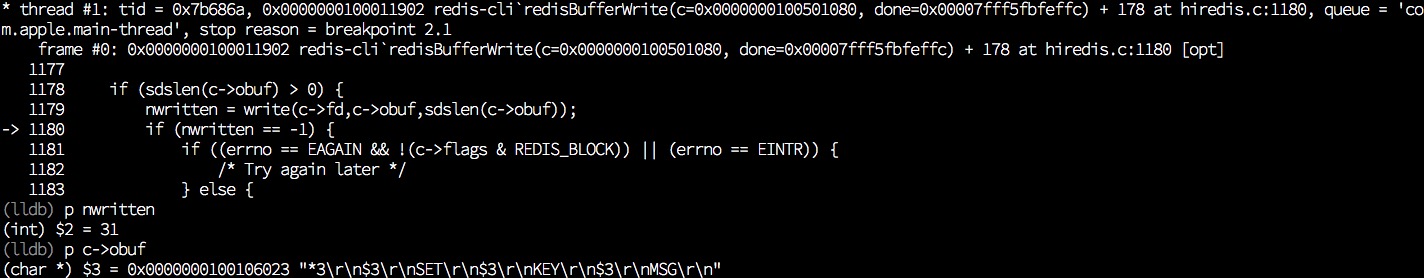 * thread #1: tid = 0x7b686a, 0x0000000100011902 redis-cli`redisBufferWrite(c=0x0000000100501080, done=0x00007fff5fbfeffc) + 178 at hiredis.c:1180, queue = 'co
m.apple.main-thread', stop reason = breakpoint 2.1
    frame #0: 0x0000000100011902 redis-cli`redisBufferWrite(c=0x0000000100501080, done=0x00007fff5fbfeffc) + 178 at hiredis.c:1180 [opt]
   1177
   1178     if (sdslen(c->obuf) > 0) {
   1179         nwritten = write(c->fd,c->obuf,sdslen(c->obuf));
-> 1180         if (nwritten == -1) {
   1181             if ((errno == EAGAIN && !(c->flags & REDIS_BLOCK)) || (errno == EINTR)) {
   1182                 /* Try again later */
   1183             } else {
(lldb) p nwritten
(int) $2 = 31
(lldb) p c->obuf
(char *) $3 = 0x0000000100106023 "*3\r\n$3\r\nSET\r\n$3\r\nKEY\r\n$3\r\nMSG\r\n"